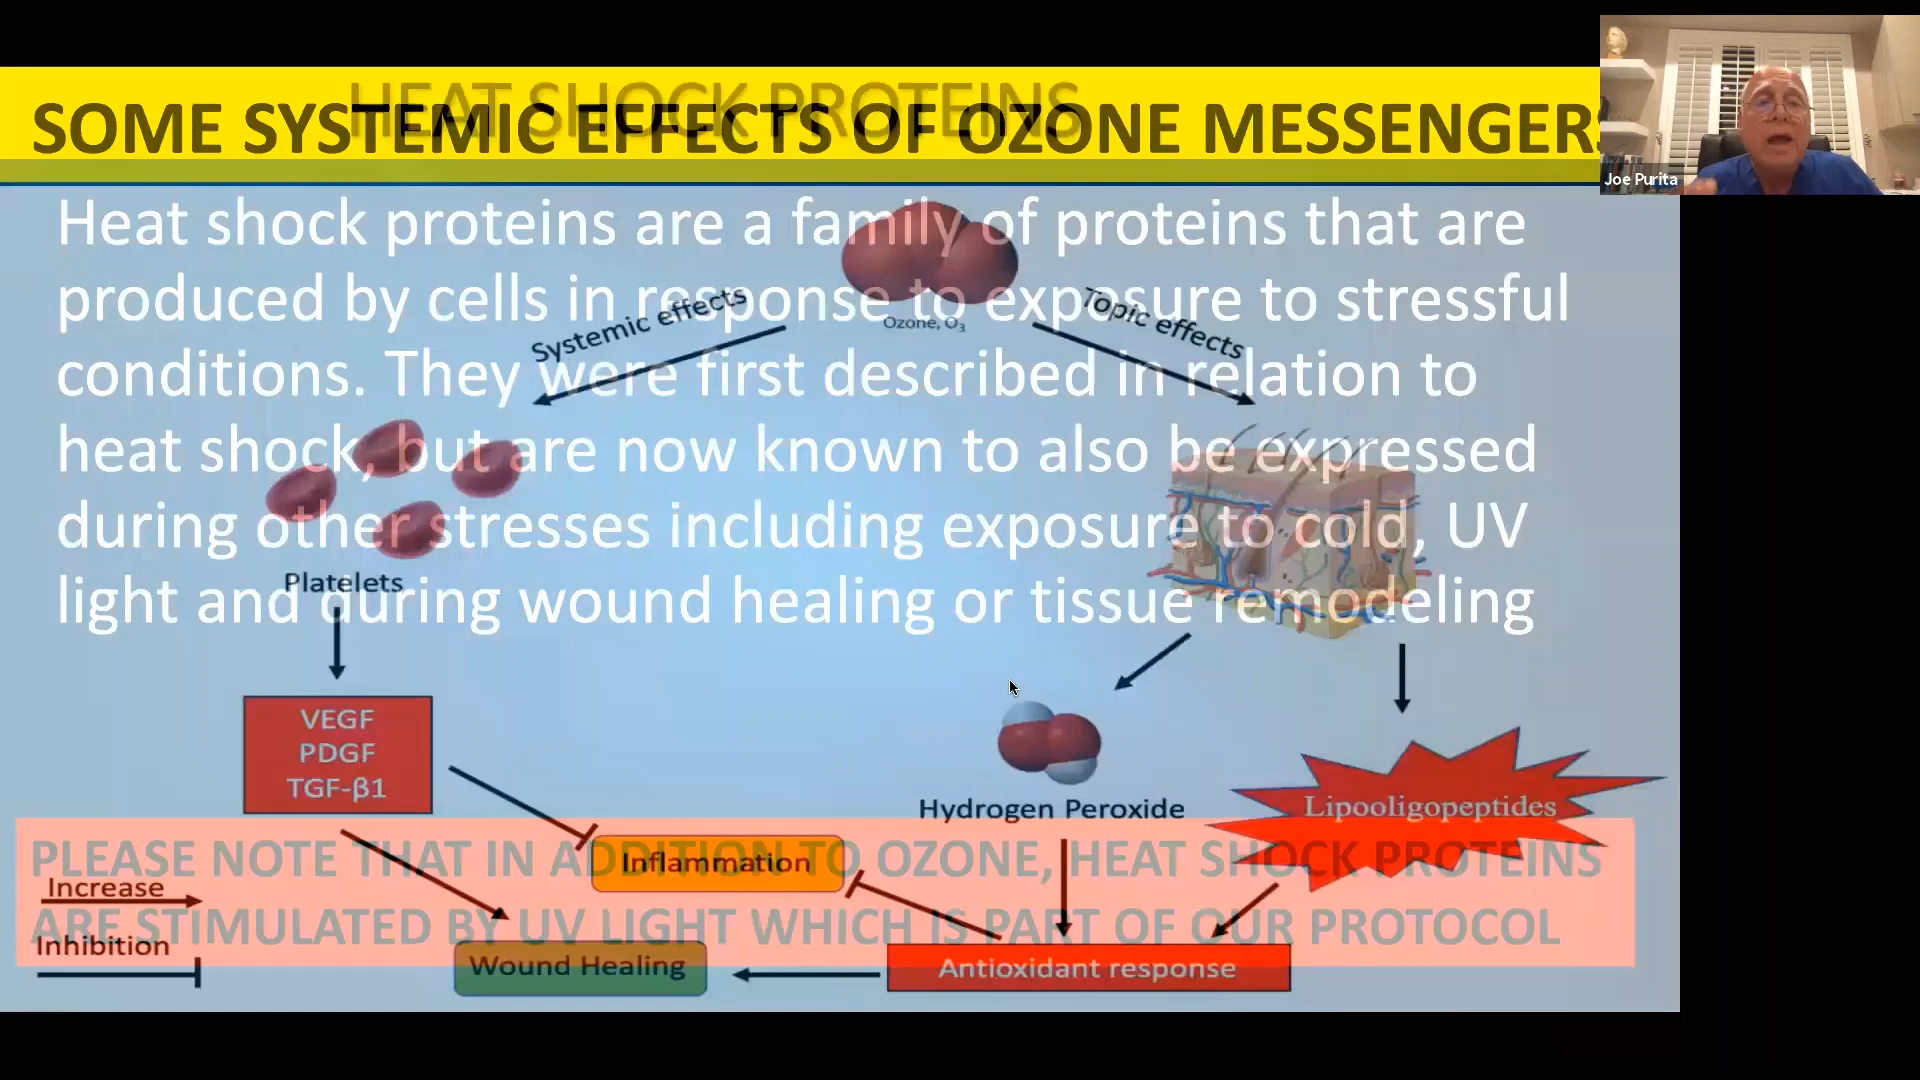 HEAT SHOCK PROTEINS
SOME SYSTEMIC EFFECTS OF OZONE MESSENGERS
Joe Purita
Heat shock proteins are a family of proteins that are
produced by cells in response to exposure to stressful
conditions. They were first described in relation to
heat shock, but are now known to also be expressed
during other stresses including exposure to cold, UV
light and during wound healing or tissue remodeling
Systemic effects
Ozone, O₃
Topic effects
Platelets
VEGF
PDGF
TGF-β1
Hydrogen Peroxide
Lipooligopeptides
Inflammation
PLEASE NOTE THAT IN ADDITION TO OZONE, HEAT SHOCK PROTEINS
ARE STIMULATED BY UV LIGHT WHICH IS PART OF OUR PROTOCOL
Increase
Inhibition
Wound Healing
Antioxidant response